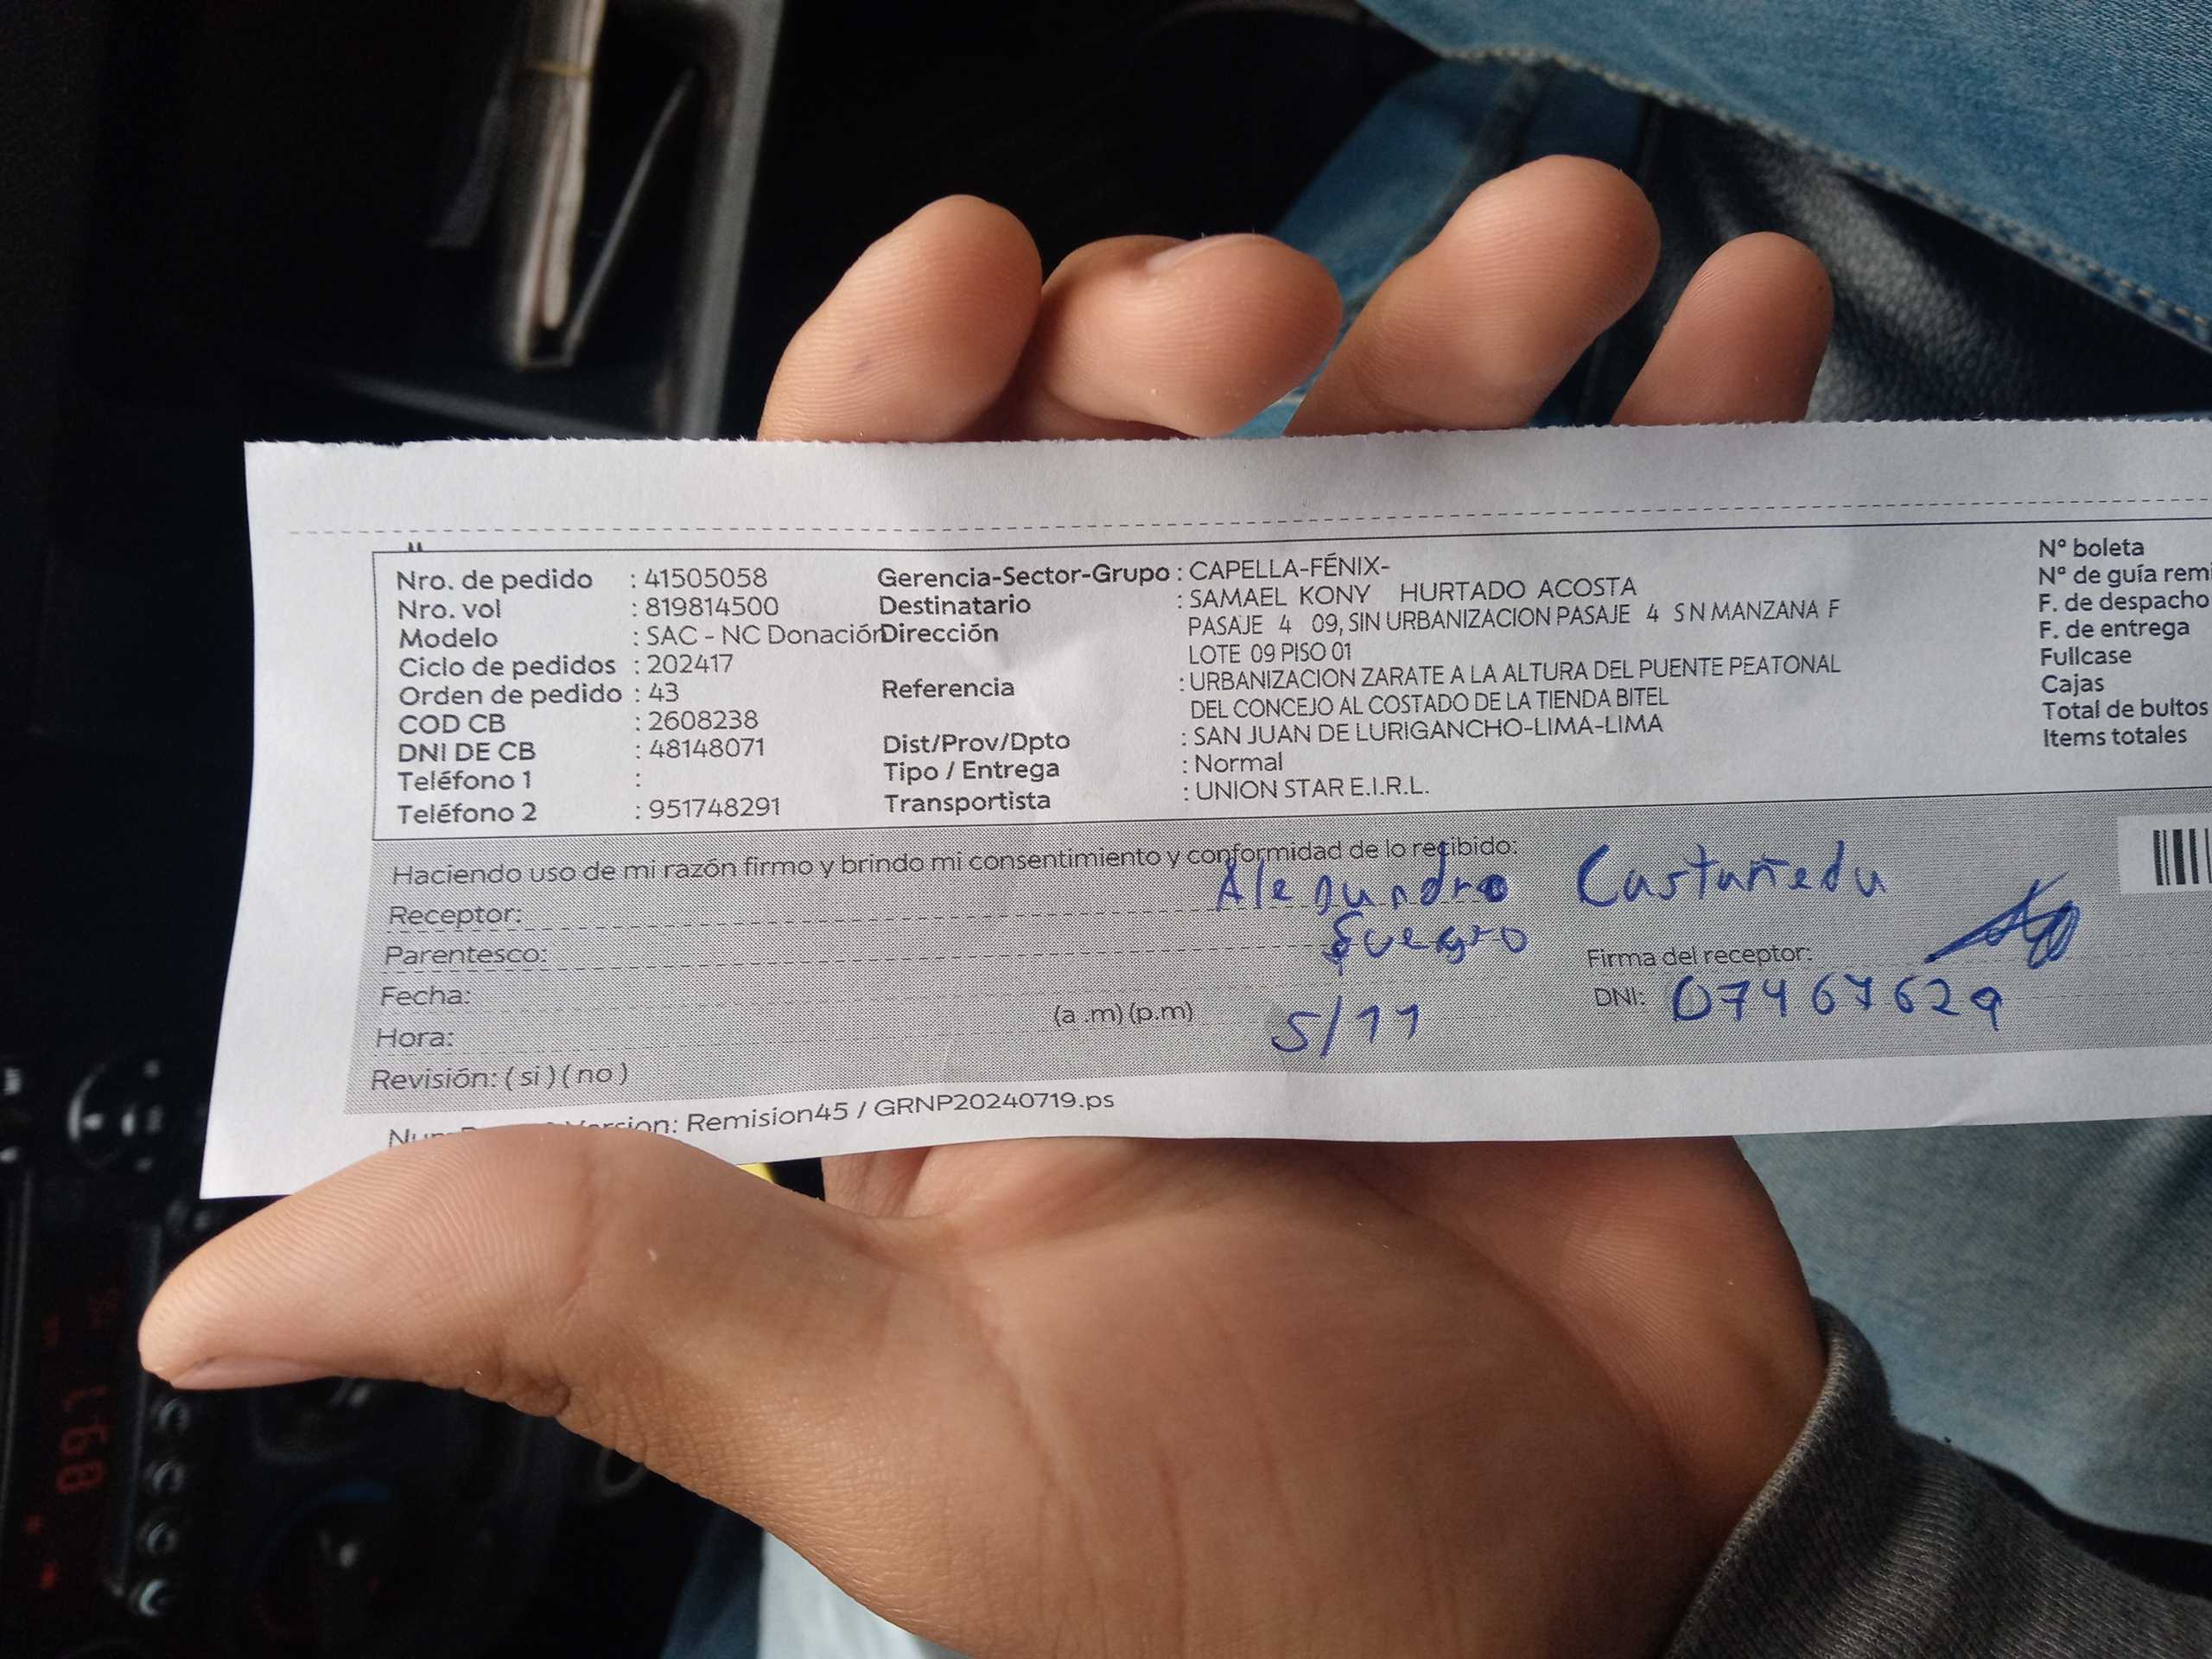 Nro. de pedido : 41505058
Nro. vol : 819814500
Modelo : SAC - NC Donación
Ciclo de pedidos : 202417
Orden de pedido : 43
COD CB : 2608238
DNI DE CB : 48148071
Teléfono 1 :
Teléfono 2 : 951748291
Gerencia-Sector-Grupo : CAPELLA-FÉNIX-
Destinatario : SAMAEL KONY HURTADO ACOSTA
Dirección PASAJE 4 09, SIN URBANIZACION PASAJE 4 S N MANZANA F
LOTE 09 PISO 01
Referencia : URBANIZACION ZARATE A LA ALTURA DEL PUENTE PEATONAL
DEL CONCEJO AL COSTADO DE LA TIENDA BITEL
Dist/Prov/Dpto : SAN JUAN DE LURIGANCHO-LIMA-LIMA
Tipo / Entrega : Normal
Transportista : UNION STAR E.I.R.L.
Nº boleta
Nº de guía remi
F. de despacho
F. de entrega
Fullcase
Cajas
Total de bultos
Items totales
Haciendo uso de mi razón firmo y brindo mi consentimiento y conformidad de lo recibido:
Receptor: Alejandro Castañeda
Parentesco: Suegro
Firma del receptor:
Fecha: 5/11
DNI: 07467629
Hora: (a .m) (p.m)
Revisión: ( si ) ( no )
Version: Remision45 / GRNP20240719.ps
89.1